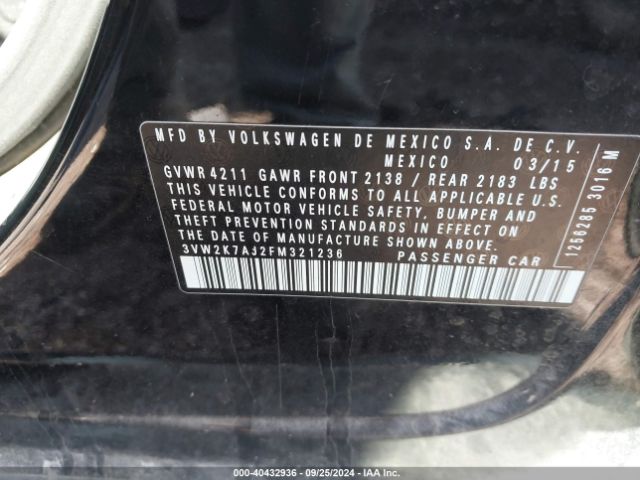 MFD BY VOLKSWAGEN DE MEXICO S.A. DE C.V.
MEXICO 03/15
GVWR 4211 GAWR FRONT 2138 / REAR 2183 LBS
THIS VEHICLE CONFORMS TO ALL APPLICABLE U.S.
FEDERAL MOTOR VEHICLE SAFETY, BUMPER AND
THEFT PREVENTION STANDARDS IN EFFECT ON
THE DATE OF MANUFACTURE SHOWN ABOVE.
3VW2K7AJ2FM321236 PASSENGER CAR
1256285 3016 M
000-40432936 - 09/25/2024 - IAA Inc.